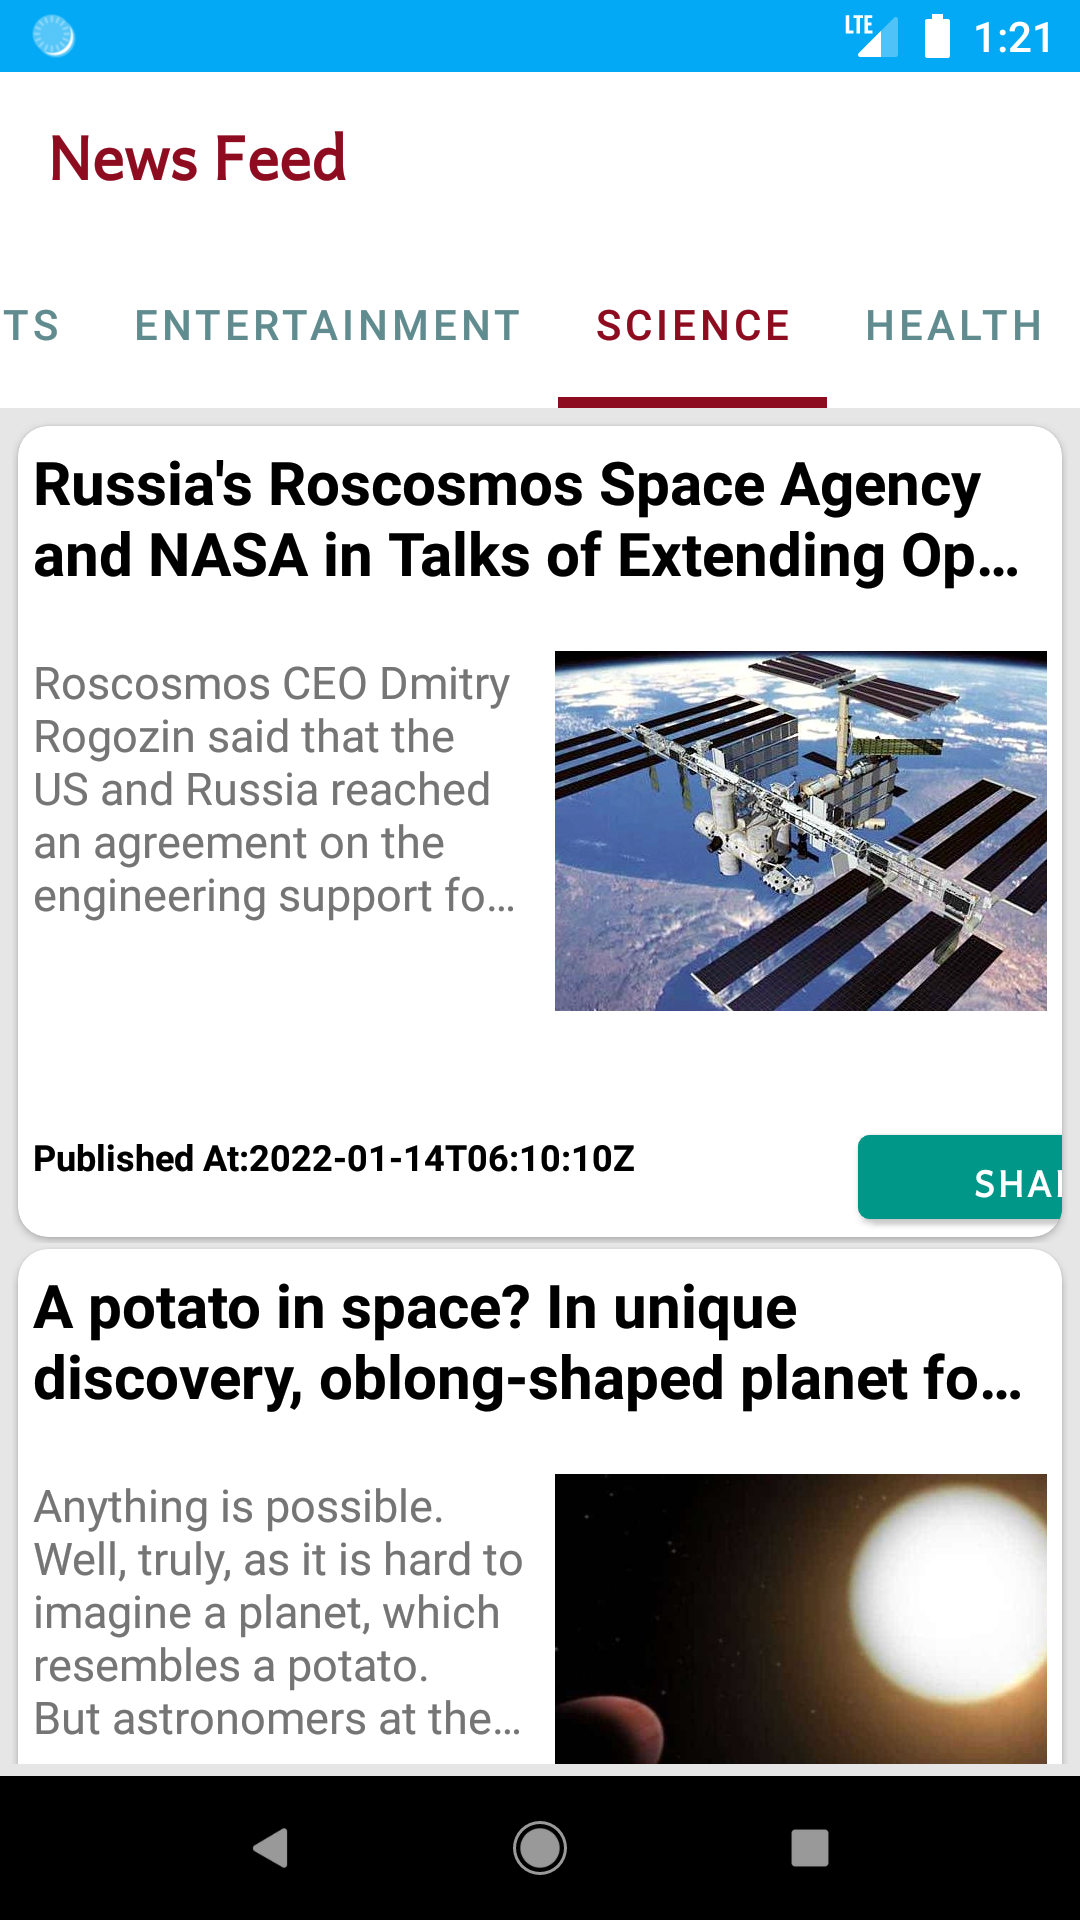 LTE 1:21
News Feed
TS ENTERTAINMENT SCIENCE HEALTH
Russia's Roscosmos Space Agency
and NASA in Talks of Extending Op...
Roscosmos CEO Dmitry
Rogozin said that the
US and Russia reached
an agreement on the
engineering support fo...
Published At:2022-01-14T06:10:10Z
SHA
A potato in space? In unique
discovery, oblong-shaped planet fo...
Anything is possible.
Well, truly, as it is hard to
imagine a planet, which
resembles a potato.
But astronomers at the...